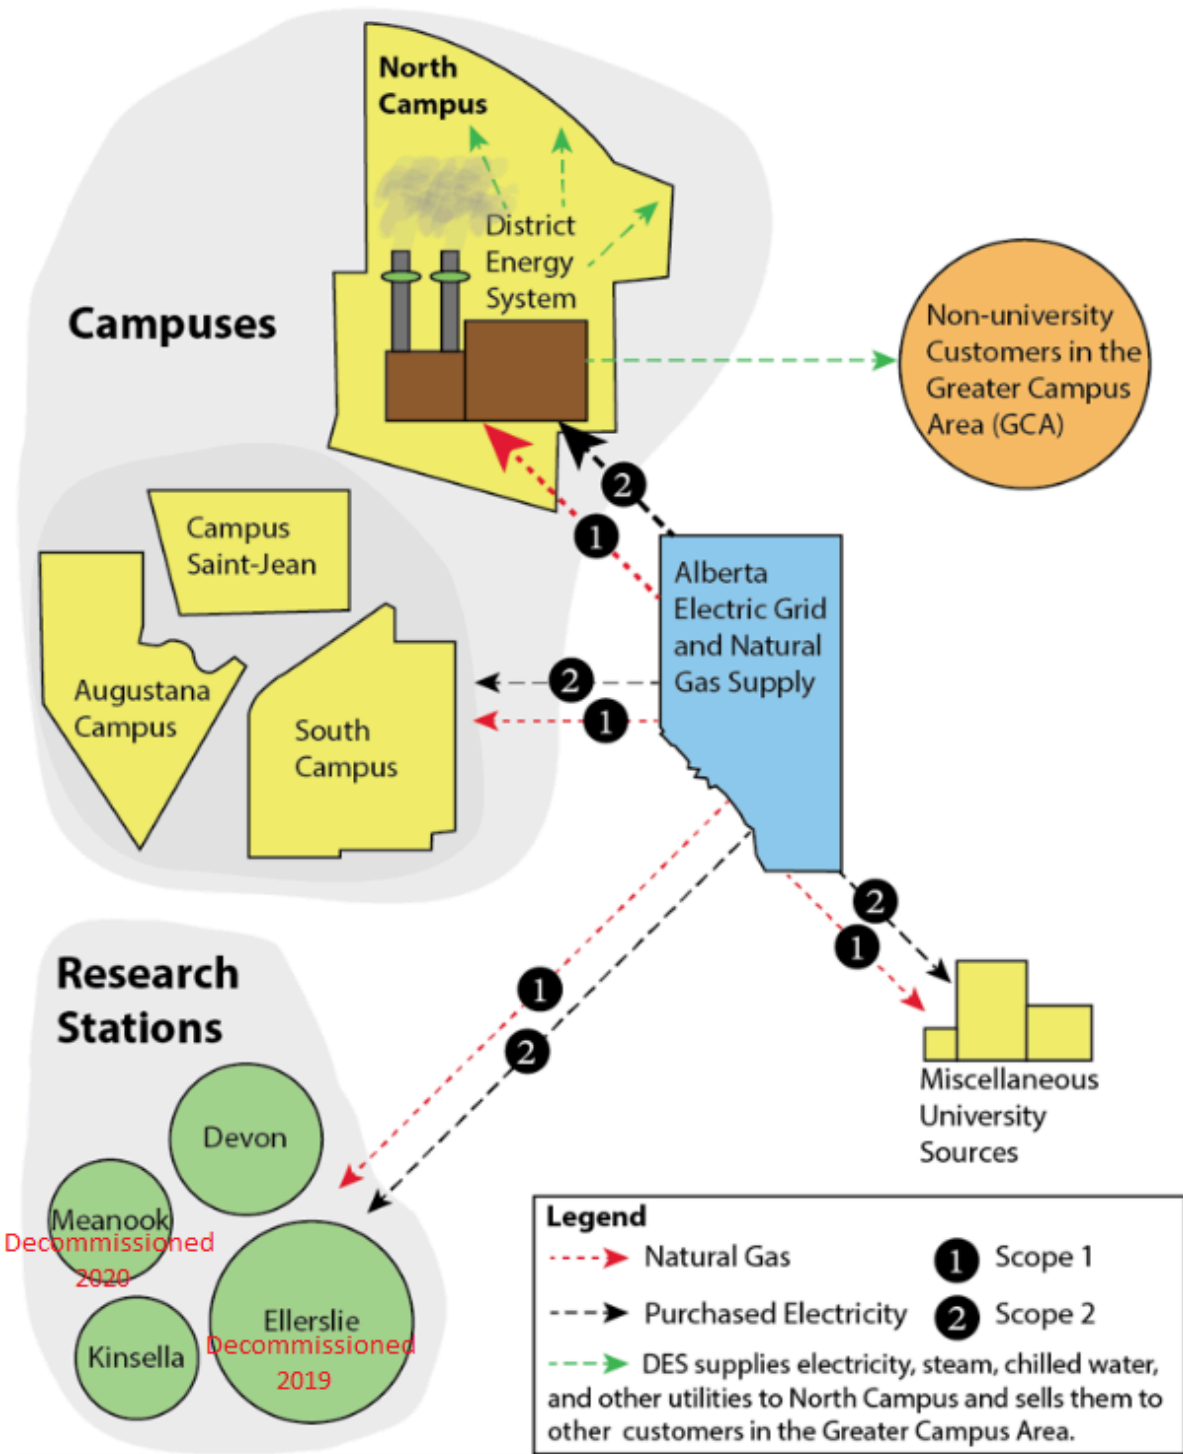 North
Campus
District
Energy
System
Campuses
Non-university
Customers in the
Greater Campus
Area (GCA)
2
1
Campus
Saint-Jean
Alberta
Electric Grid
and Natural
Gas Supply
Augustana
Campus
South
Campus
2
1
2
1
1
2
Research
Stations
Miscellaneous
University
Sources
Devon
Meanook
Decommissioned
2020
Ellerslie
Decommissioned
2019
Kinsella
Legend
Natural Gas
1 Scope 1
Purchased Electricity
2 Scope 2
DES supplies electricity, steam, chilled water,
and other utilities to North Campus and sells them to
other customers in the Greater Campus Area.